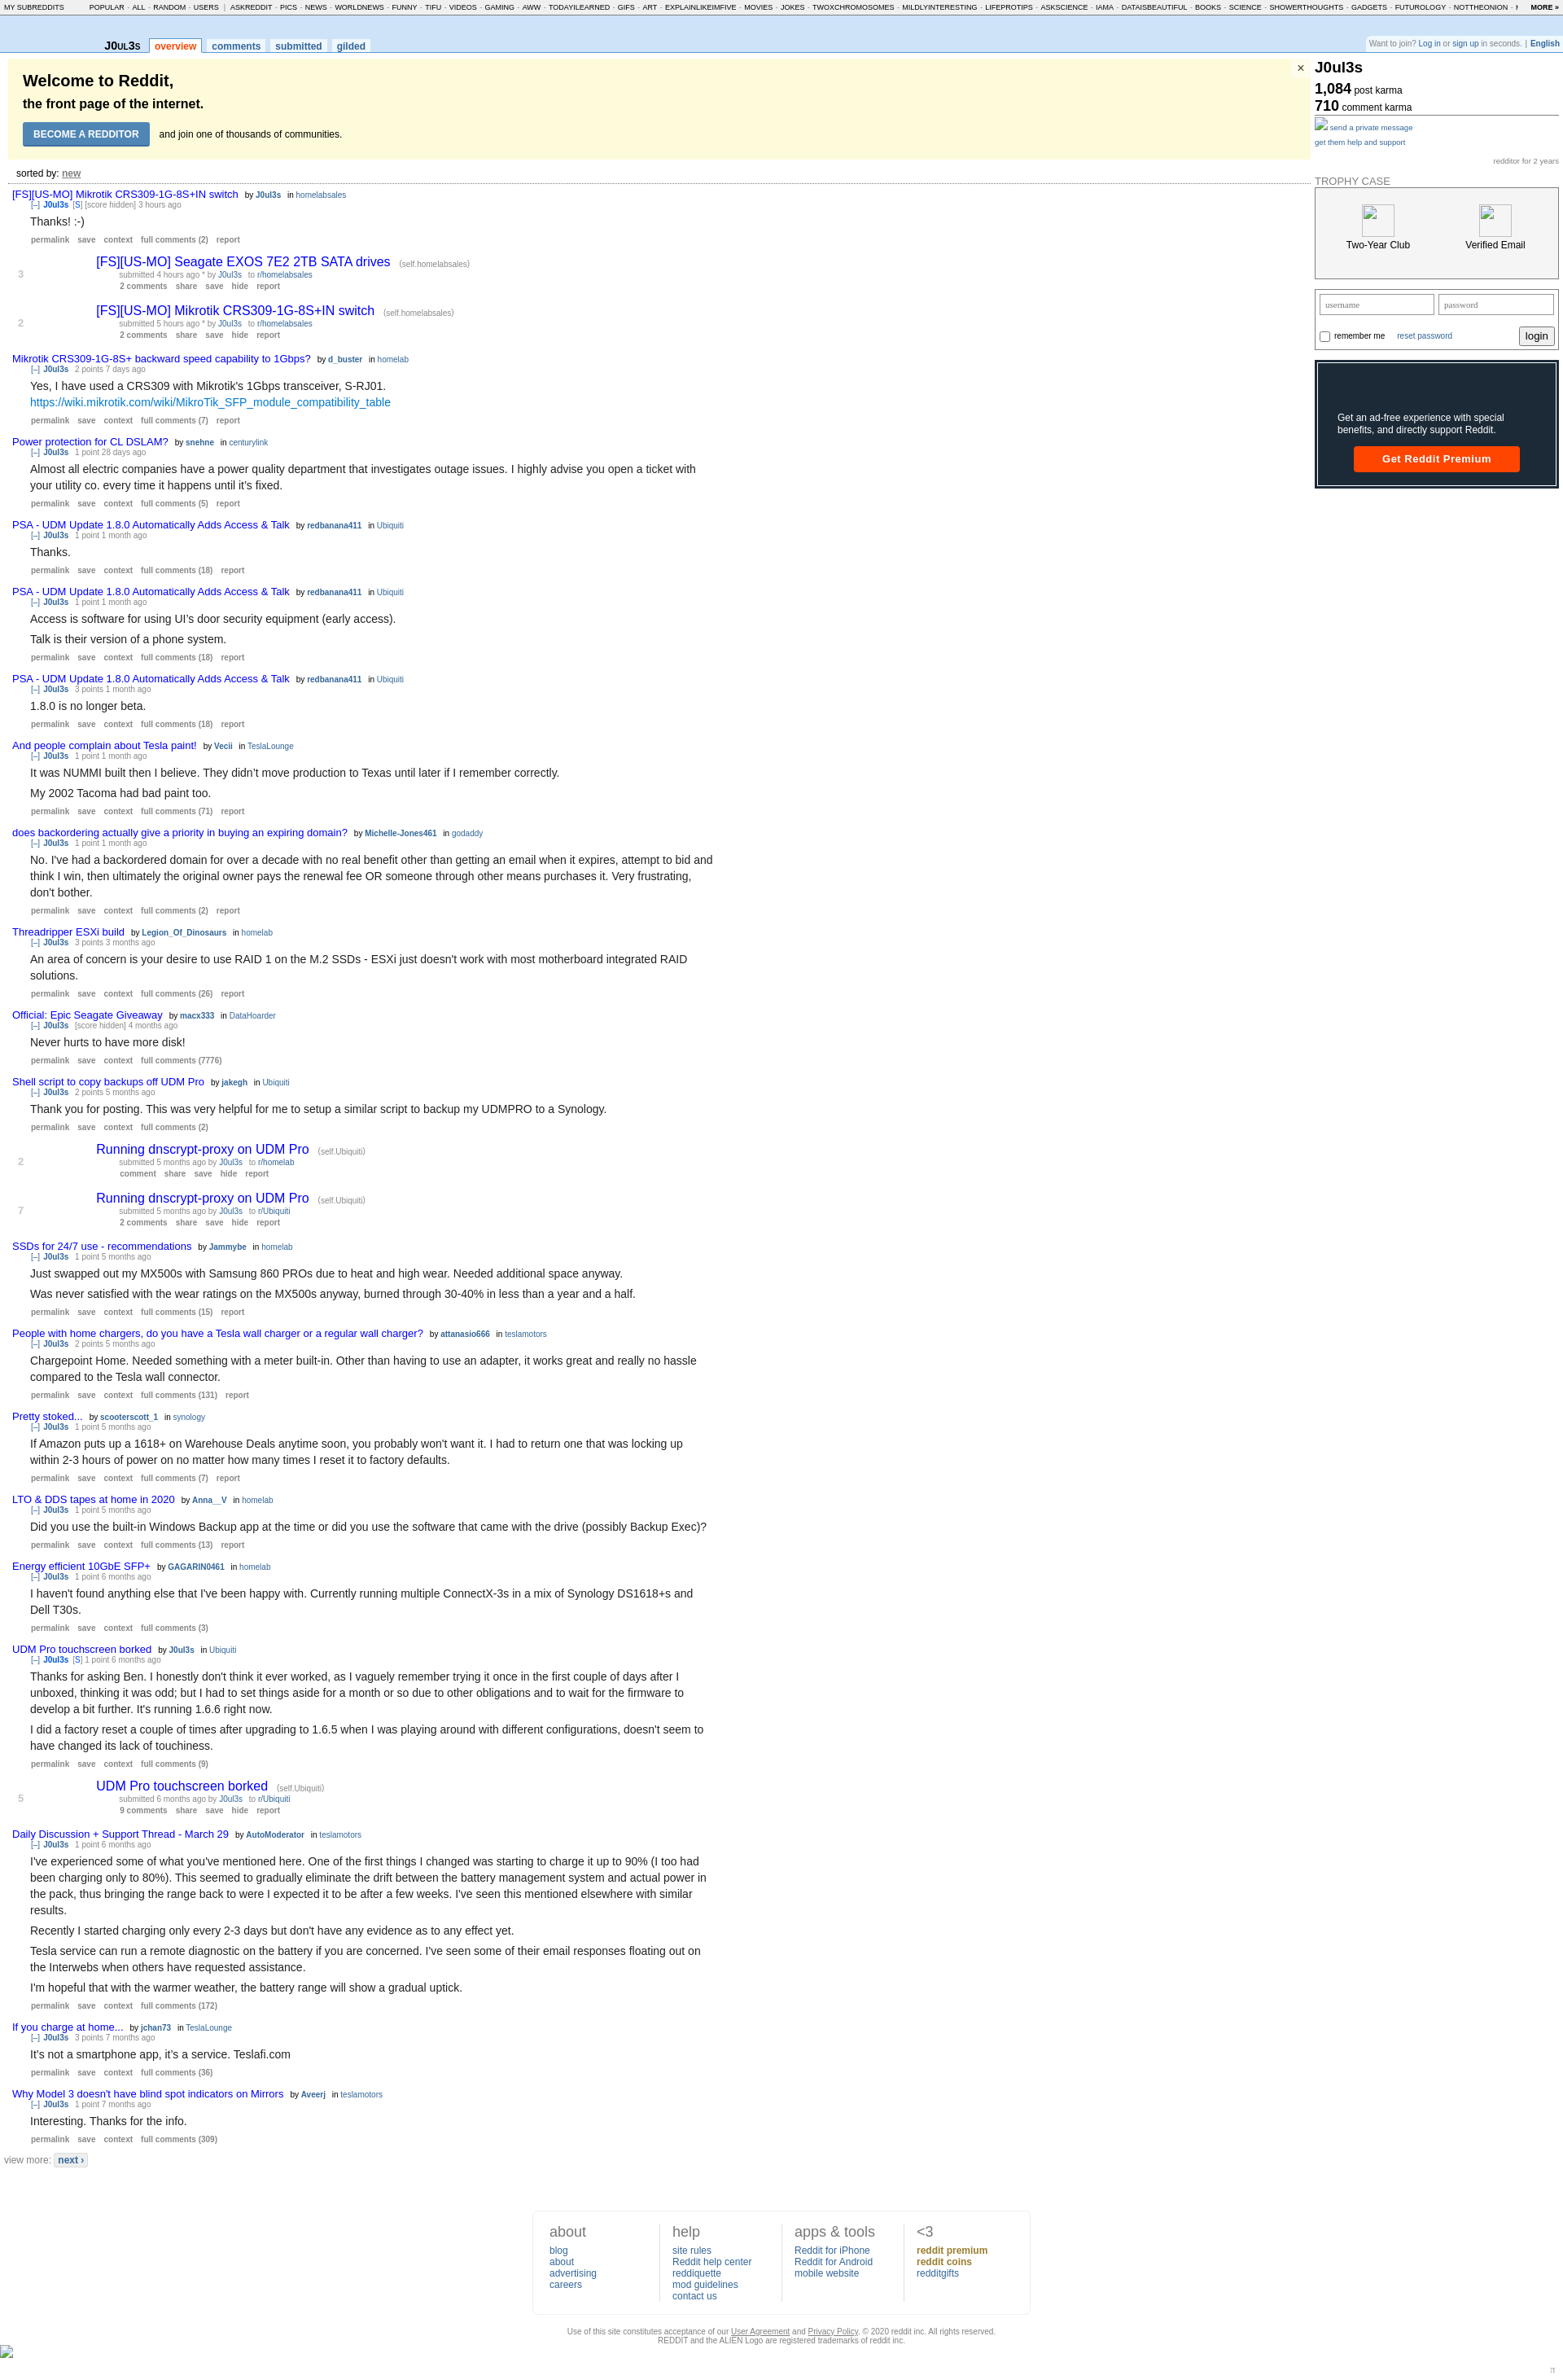 MY SUBREDDITS POPULAR - ALL - RANDOM - USERS | ASKREDDIT - PICS - NEWS - WORLDNEWS - FUNNY - TIFU - VIDEOS - GAMING - AWW - TODAYILEARNED - GIFS - ART - EXPLAINLIKEIMFIVE - MOVIES - JOKES - TWOXCHROMOSOMES - MILDLYINTERESTING - LIFEPROTIPS - ASKSCIENCE - IAMA - DATAISBEAUTIFUL - BOOKS - SCIENCE - SHOWERTHOUGHTS - GADGETS - FUTUROLOGY - NOTTHEONION - MORE »
J0ul3s overview comments submitted gilded
Want to join? Log in or sign up in seconds. | English
Welcome to Reddit,
the front page of the internet.
BECOME A REDDITOR and join one of thousands of communities.
×
J0ul3s
1,084 post karma
710 comment karma
send a private message
get them help and support
redditor for 2 years
TROPHY CASE
Two-Year Club Verified Email
username password
remember me reset password login
Get an ad-free experience with special
benefits, and directly support Reddit.
Get Reddit Premium
sorted by: new
[FS][US-MO] Mikrotik CRS309-1G-8S+IN switch by J0ul3s in homelabsales
[–] J0ul3s [S] [score hidden] 3 hours ago
Thanks! :-)
permalink save context full comments (2) report
3
[FS][US-MO] Seagate EXOS 7E2 2TB SATA drives (self.homelabsales)
submitted 4 hours ago * by J0ul3s to r/homelabsales
2 comments share save hide report
2
[FS][US-MO] Mikrotik CRS309-1G-8S+IN switch (self.homelabsales)
submitted 5 hours ago * by J0ul3s to r/homelabsales
2 comments share save hide report
Mikrotik CRS309-1G-8S+ backward speed capability to 1Gbps? by d_buster in homelab
[–] J0ul3s 2 points 7 days ago
Yes, I have used a CRS309 with Mikrotik's 1Gbps transceiver, S-RJ01.
https://wiki.mikrotik.com/wiki/MikroTik_SFP_module_compatibility_table
permalink save context full comments (7) report
Power protection for CL DSLAM? by snehne in centurylink
[–] J0ul3s 1 point 28 days ago
Almost all electric companies have a power quality department that investigates outage issues. I highly advise you open a ticket with
your utility co. every time it happens until it's fixed.
permalink save context full comments (5) report
PSA - UDM Update 1.8.0 Automatically Adds Access & Talk by redbanana411 in Ubiquiti
[–] J0ul3s 1 point 1 month ago
Thanks.
permalink save context full comments (18) report
PSA - UDM Update 1.8.0 Automatically Adds Access & Talk by redbanana411 in Ubiquiti
[–] J0ul3s 1 point 1 month ago
Access is software for using UI's door security equipment (early access).
Talk is their version of a phone system.
permalink save context full comments (18) report
PSA - UDM Update 1.8.0 Automatically Adds Access & Talk by redbanana411 in Ubiquiti
[–] J0ul3s 3 points 1 month ago
1.8.0 is no longer beta.
permalink save context full comments (18) report
And people complain about Tesla paint! by Vecii in TeslaLounge
[–] J0ul3s 1 point 1 month ago
It was NUMMI built then I believe. They didn't move production to Texas until later if I remember correctly.
My 2002 Tacoma had bad paint too.
permalink save context full comments (71) report
does backordering actually give a priority in buying an expiring domain? by Michelle-Jones461 in godaddy
[–] J0ul3s 1 point 1 month ago
No. I've had a backordered domain for over a decade with no real benefit other than getting an email when it expires, attempt to bid and
think I win, then ultimately the original owner pays the renewal fee OR someone through other means purchases it. Very frustrating,
don't bother.
permalink save context full comments (2) report
Threadripper ESXi build by Legion_Of_Dinosaurs in homelab
[–] J0ul3s 3 points 3 months ago
An area of concern is your desire to use RAID 1 on the M.2 SSDs - ESXi just doesn't work with most motherboard integrated RAID
solutions.
permalink save context full comments (26) report
Official: Epic Seagate Giveaway by macx333 in DataHoarder
[–] J0ul3s [score hidden] 4 months ago
Never hurts to have more disk!
permalink save context full comments (7776)
Shell script to copy backups off UDM Pro by jakegh in Ubiquiti
[–] J0ul3s 2 points 5 months ago
Thank you for posting. This was very helpful for me to setup a similar script to backup my UDMPRO to a Synology.
permalink save context full comments (2)
2
Running dnscrypt-proxy on UDM Pro (self.Ubiquiti)
submitted 5 months ago by J0ul3s to r/homelab
comment share save hide report
7
Running dnscrypt-proxy on UDM Pro (self.Ubiquiti)
submitted 5 months ago by J0ul3s to r/Ubiquiti
2 comments share save hide report
SSDs for 24/7 use - recommendations by Jammybe in homelab
[–] J0ul3s 1 point 5 months ago
Just swapped out my MX500s with Samsung 860 PROs due to heat and high wear. Needed additional space anyway.
Was never satisfied with the wear ratings on the MX500s anyway, burned through 30-40% in less than a year and a half.
permalink save context full comments (15) report
People with home chargers, do you have a Tesla wall charger or a regular wall charger? by attanasio666 in teslamotors
[–] J0ul3s 2 points 5 months ago
Chargepoint Home. Needed something with a meter built-in. Other than having to use an adapter, it works great and really no hassle
compared to the Tesla wall connector.
permalink save context full comments (131) report
Pretty stoked... by scooterscott_1 in synology
[–] J0ul3s 1 point 5 months ago
If Amazon puts up a 1618+ on Warehouse Deals anytime soon, you probably won't want it. I had to return one that was locking up
within 2-3 hours of power on no matter how many times I reset it to factory defaults.
permalink save context full comments (7) report
LTO & DDS tapes at home in 2020 by Anna__V in homelab
[–] J0ul3s 1 point 5 months ago
Did you use the built-in Windows Backup app at the time or did you use the software that came with the drive (possibly Backup Exec)?
permalink save context full comments (13) report
Energy efficient 10GbE SFP+ by GAGARIN0461 in homelab
[–] J0ul3s 1 point 6 months ago
I haven't found anything else that I've been happy with. Currently running multiple ConnectX-3s in a mix of Synology DS1618+s and
Dell T30s.
permalink save context full comments (3)
UDM Pro touchscreen borked by J0ul3s in Ubiquiti
[–] J0ul3s [S] 1 point 6 months ago
Thanks for asking Ben. I honestly don't think it ever worked, as I vaguely remember trying it once in the first couple of days after I
unboxed, thinking it was odd; but I had to set things aside for a month or so due to other obligations and to wait for the firmware to
develop a bit further. It's running 1.6.6 right now.
I did a factory reset a couple of times after upgrading to 1.6.5 when I was playing around with different configurations, doesn't seem to
have changed its lack of touchiness.
permalink save context full comments (9)
5
UDM Pro touchscreen borked (self.Ubiquiti)
submitted 6 months ago by J0ul3s to r/Ubiquiti
9 comments share save hide report
Daily Discussion + Support Thread - March 29 by AutoModerator in teslamotors
[–] J0ul3s 1 point 6 months ago
I've experienced some of what you've mentioned here. One of the first things I changed was starting to charge it up to 90% (I too had
been charging only to 80%). This seemed to gradually eliminate the drift between the battery management system and actual power in
the pack, thus bringing the range back to were I expected it to be after a few weeks. I've seen this mentioned elsewhere with similar
results.
Recently I started charging only every 2-3 days but don't have any evidence as to any effect yet.
Tesla service can run a remote diagnostic on the battery if you are concerned. I've seen some of their email responses floating out on
the Interwebs when others have requested assistance.
I'm hopeful that with the warmer weather, the battery range will show a gradual uptick.
permalink save context full comments (172)
If you charge at home... by jchan73 in TeslaLounge
[–] J0ul3s 3 points 7 months ago
It's not a smartphone app, it's a service. Teslafi.com
permalink save context full comments (36)
Why Model 3 doesn't have blind spot indicators on Mirrors by Aveerj in teslamotors
[–] J0ul3s 1 point 7 months ago
Interesting. Thanks for the info.
permalink save context full comments (309)
view more: next ›
about
blog
about
advertising
careers
help
site rules
Reddit help center
reddiquette
mod guidelines
contact us
apps & tools
Reddit for iPhone
Reddit for Android
mobile website
<3
reddit premium
reddit coins
redditgifts
Use of this site constitutes acceptance of our User Agreement and Privacy Policy. © 2020 reddit inc. All rights reserved.
REDDIT and the ALIEN Logo are registered trademarks of reddit inc.
π